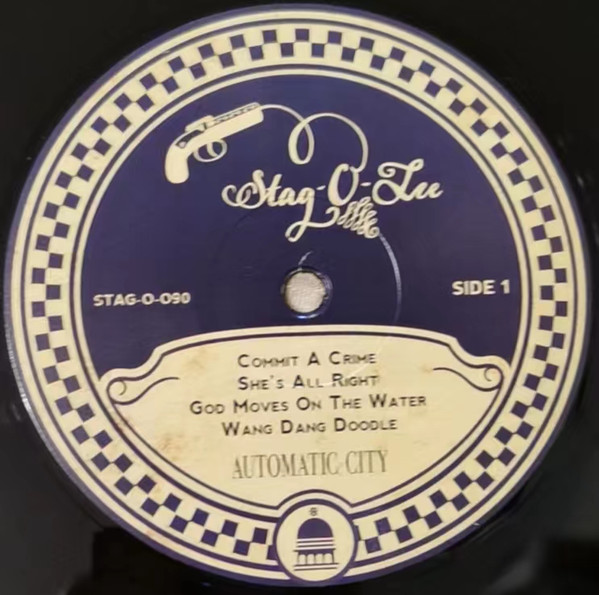 Stag-O-Lee
STAG-O-090
SIDE 1
COMMIT A CRIME
SHE'S ALL RIGHT
GOD MOVES ON THE WATER
WANG DANG DOODLE
AUTOMATIC CITY